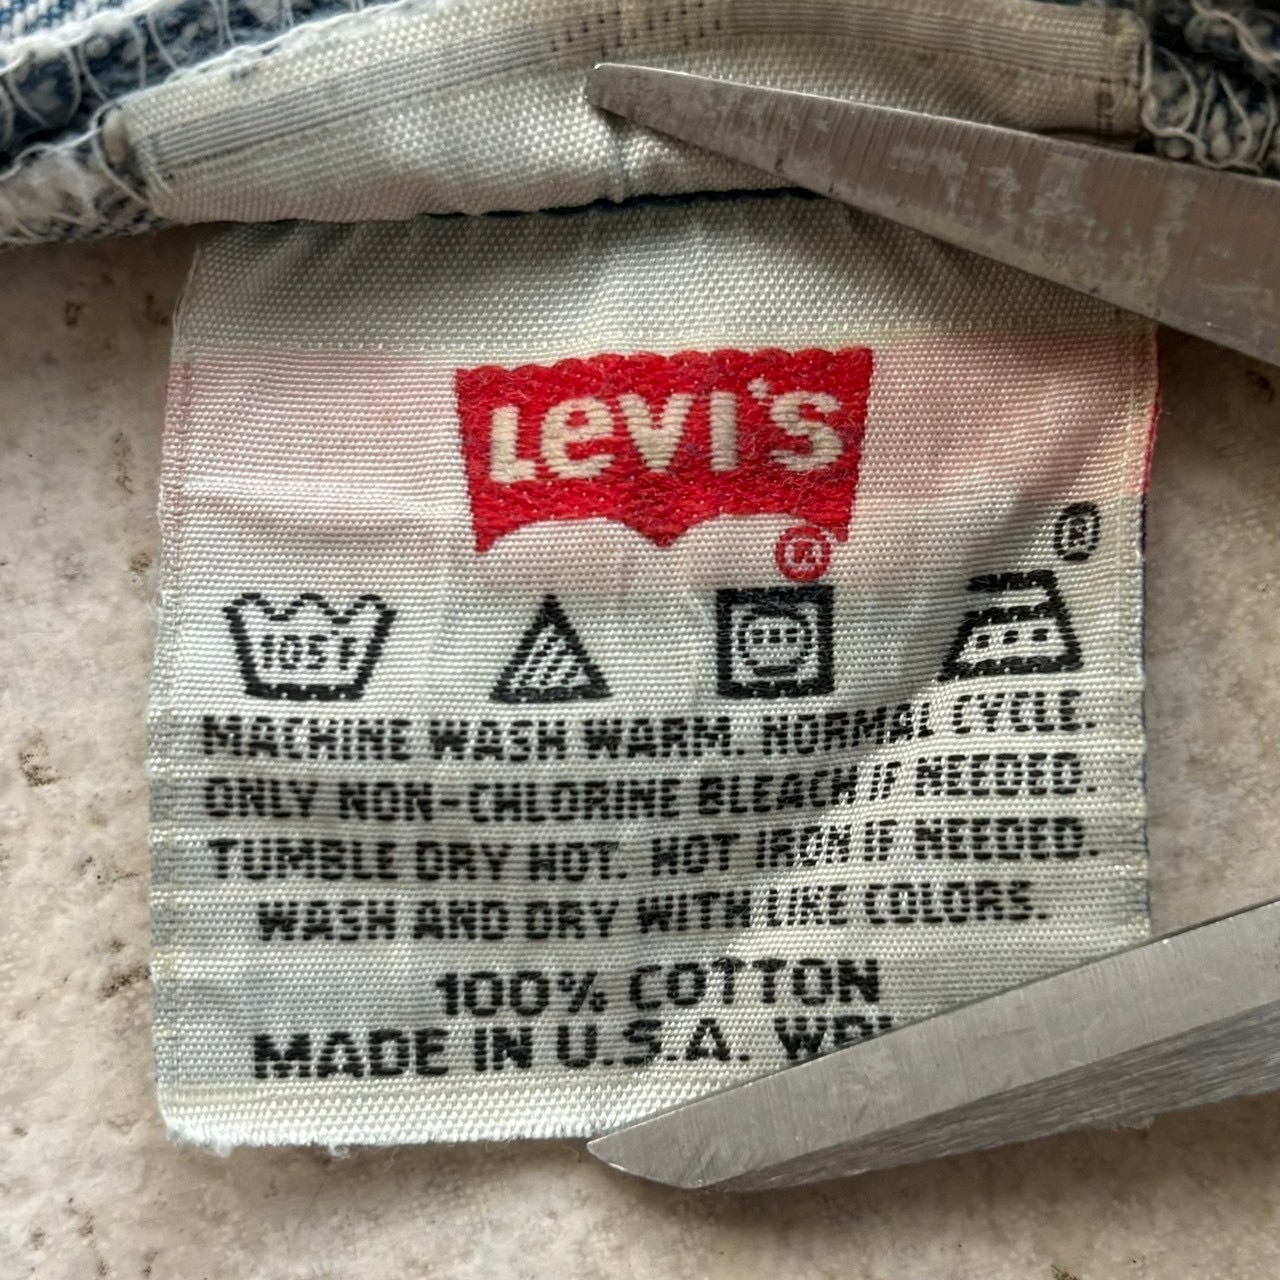 Levi's
®
®
105°F
MACHINE WASH WARM. NORMAL CYCLE.
ONLY NON-CHLORINE BLEACH IF NEEDED.
TUMBLE DRY HOT. HOT IRON IF NEEDED.
WASH AND DRY WITH LIKE COLORS.
100% COTTON
MADE IN U.S.A.